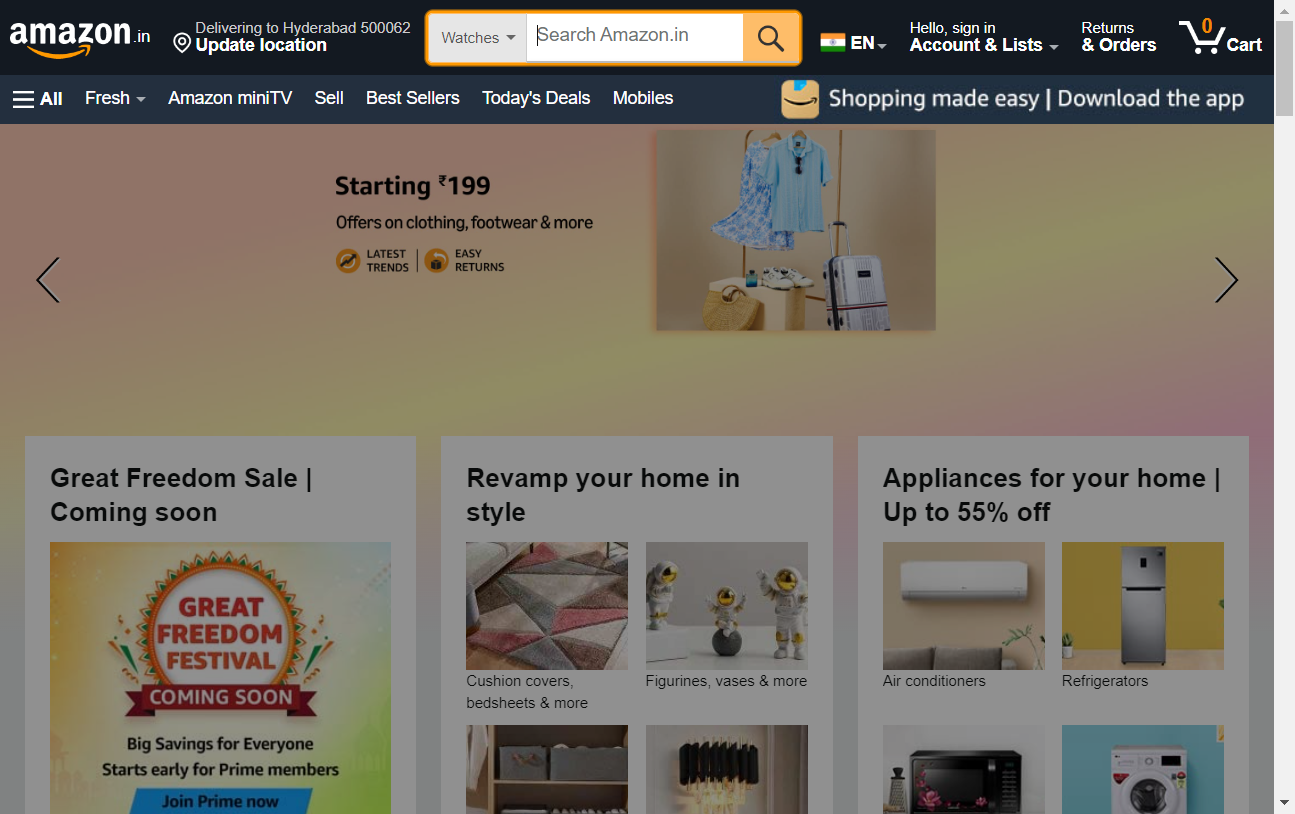 amazon.in
Delivering to Hyderabad 500062
Update location
Watches
Search Amazon.in
EN
Hello, sign in
Account & Lists
Returns
& Orders
0
Cart
All
Fresh
Amazon miniTV
Sell
Best Sellers
Today's Deals
Mobiles
Shopping made easy | Download the app
Starting ₹199
Offers on clothing, footwear & more
LATEST
TRENDS
EASY
RETURNS
Great Freedom Sale |
Coming soon
GREAT
FREEDOM
FESTIVAL
COMING SOON
Big Savings for Everyone
Starts early for Prime members
Join Prime now
Revamp your home in
style
Cushion covers,
bedsheets & more
Figurines, vases & more
Appliances for your home |
Up to 55% off
Air conditioners
Refrigerators